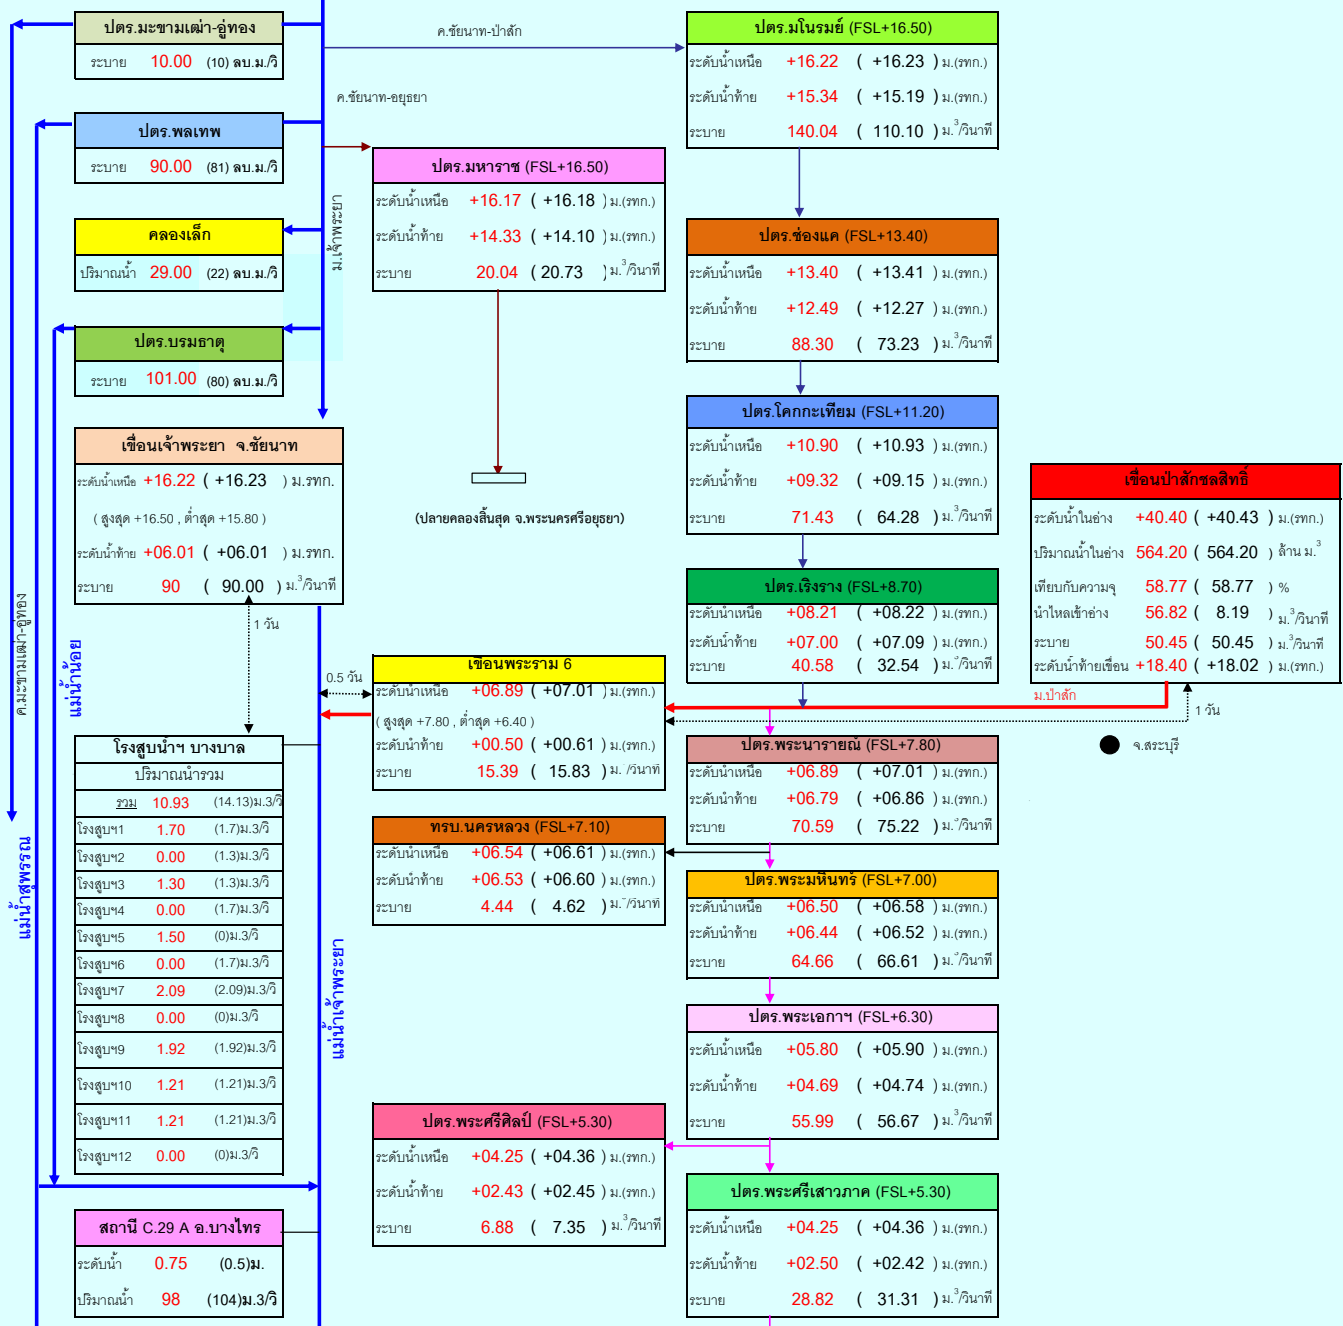 ปตร.มะขามเฒ่า-อู่ทอง
ระบาย 10.00 (10) ลบ.ม./วิ
ปตร.พลเทพ
ระบาย 90.00 (81) ลบ.ม./วิ
คลองเล็ก
ปริมาณน้ำ 29.00 (22) ลบ.ม./วิ
ปตร.บรมธาตุ
ระบาย 101.00 (80) ลบ.ม./วิ
เขื่อนเจ้าพระยา จ.ชัยนาท
ระดับน้ำเหนือ +16.22 ( +16.23 ) ม.รทก.
( สูงสุด +16.50 , ต่ำสุด +15.80 )
ระดับน้ำท้าย +06.01 ( +06.01 ) ม.รทก.
ระบาย 90 ( 90.00 ) ม.³/วินาที
1 วัน
ค.มะขามเฒ่า-อู่ทอง
แม่น้ำน้อย
แม่น้ำสุพรรณ
โรงสูบน้ำฯ บางบาล
ปริมาณน้ำรวม
รวม 10.93 (14.13)ม.3/วิ
โรงสูบฯ1 1.70 (1.7)ม.3/วิ
โรงสูบฯ2 0.00 (1.3)ม.3/วิ
โรงสูบฯ3 1.30 (1.3)ม.3/วิ
โรงสูบฯ4 0.00 (1.7)ม.3/วิ
โรงสูบฯ5 1.50 (0)ม.3/วิ
โรงสูบฯ6 0.00 (1.7)ม.3/วิ
โรงสูบฯ7 2.09 (2.09)ม.3/วิ
โรงสูบฯ8 0.00 (0)ม.3/วิ
โรงสูบฯ9 1.92 (1.92)ม.3/วิ
โรงสูบฯ10 1.21 (1.21)ม.3/วิ
โรงสูบฯ11 1.21 (1.21)ม.3/วิ
โรงสูบฯ12 0.00 (0)ม.3/วิ
สถานี C.29 A อ.บางไทร
ระดับน้ำ 0.75 (0.5)ม.
ปริมาณน้ำ 98 (104)ม.3/วิ
ค.ชัยนาท-ป่าสัก
ค.ชัยนาท-อยุธยา
ม.เจ้าพระยา
ปตร.มหาราช (FSL+16.50)
ระดับน้ำเหนือ +16.17 ( +16.18 ) ม.(รทก.)
ระดับน้ำท้าย +14.33 ( +14.10 ) ม.(รทก.)
ระบาย 20.04 ( 20.73 ) ม.³/วินาที
(ปลายคลองสิ้นสุด จ.พระนครศรีอยุธยา)
0.5 วัน
แม่น้ำเจ้าพระยา
เขื่อนพระราม 6
ระดับน้ำเหนือ +06.89 ( +07.01 ) ม.(รทก.)
( สูงสุด +7.80 , ต่ำสุด +6.40 )
ระดับน้ำท้าย +00.50 ( +00.61 ) ม.(รทก.)
ระบาย 15.39 ( 15.83 ) ม.³/วินาที
ทรบ.นครหลวง (FSL+7.10)
ระดับน้ำเหนือ +06.54 ( +06.61 ) ม.(รทก.)
ระดับน้ำท้าย +06.53 ( +06.60 ) ม.(รทก.)
ระบาย 4.44 ( 4.62 ) ม.³/วินาที
ปตร.พระศรีศิลป์ (FSL+5.30)
ระดับน้ำเหนือ +04.25 ( +04.36 ) ม.(รทก.)
ระดับน้ำท้าย +02.43 ( +02.45 ) ม.(รทก.)
ระบาย 6.88 ( 7.35 ) ม.³/วินาที
ปตร.มโนรมย์ (FSL+16.50)
ระดับน้ำเหนือ +16.22 ( +16.23 ) ม.(รทก.)
ระดับน้ำท้าย +15.34 ( +15.19 ) ม.(รทก.)
ระบาย 140.04 ( 110.10 ) ม.³/วินาที
ปตร.ช่องแค (FSL+13.40)
ระดับน้ำเหนือ +13.40 ( +13.41 ) ม.(รทก.)
ระดับน้ำท้าย +12.49 ( +12.27 ) ม.(รทก.)
ระบาย 88.30 ( 73.23 ) ม.³/วินาที
ปตร.โคกกะเทียม (FSL+11.20)
ระดับน้ำเหนือ +10.90 ( +10.93 ) ม.(รทก.)
ระดับน้ำท้าย +09.32 ( +09.15 ) ม.(รทก.)
ระบาย 71.43 ( 64.28 ) ม.³/วินาที
ปตร.เริงราง (FSL+8.70)
ระดับน้ำเหนือ +08.21 ( +08.22 ) ม.(รทก.)
ระดับน้ำท้าย +07.00 ( +07.09 ) ม.(รทก.)
ระบาย 40.58 ( 32.54 ) ม.³/วินาที
ปตร.พระนารายณ์ (FSL+7.80)
ระดับน้ำเหนือ +06.89 ( +07.01 ) ม.(รทก.)
ระดับน้ำท้าย +06.79 ( +06.86 ) ม.(รทก.)
ระบาย 70.59 ( 75.22 ) ม.³/วินาที
ปตร.พระมหินทร์ (FSL+7.00)
ระดับน้ำเหนือ +06.50 ( +06.58 ) ม.(รทก.)
ระดับน้ำท้าย +06.44 ( +06.52 ) ม.(รทก.)
ระบาย 64.66 ( 66.61 ) ม.³/วินาที
ปตร.พระเอกาฯ (FSL+6.30)
ระดับน้ำเหนือ +05.80 ( +05.90 ) ม.(รทก.)
ระดับน้ำท้าย +04.69 ( +04.74 ) ม.(รทก.)
ระบาย 55.99 ( 56.67 ) ม.³/วินาที
ปตร.พระศรีเสาวภาค (FSL+5.30)
ระดับน้ำเหนือ +04.25 ( +04.36 ) ม.(รทก.)
ระดับน้ำท้าย +02.50 ( +02.42 ) ม.(รทก.)
ระบาย 28.82 ( 31.31 ) ม.³/วินาที
เขื่อนป่าสักชลสิทธิ์
ระดับน้ำในอ่าง +40.40 ( +40.43 ) ม.(รทก.)
ปริมาณน้ำในอ่าง 564.20 ( 564.20 ) ล้าน ม.³
เทียบกับความจุ 58.77 ( 58.77 ) %
น้ำไหลเข้าอ่าง 56.82 ( 8.19 ) ม.³/วินาที
ระบาย 50.45 ( 50.45 ) ม.³/วินาที
ระดับน้ำท้ายเขื่อน +18.40 ( +18.02 ) ม.(รทก.)
ม.ป่าสัก
1 วัน
จ.สระบุรี